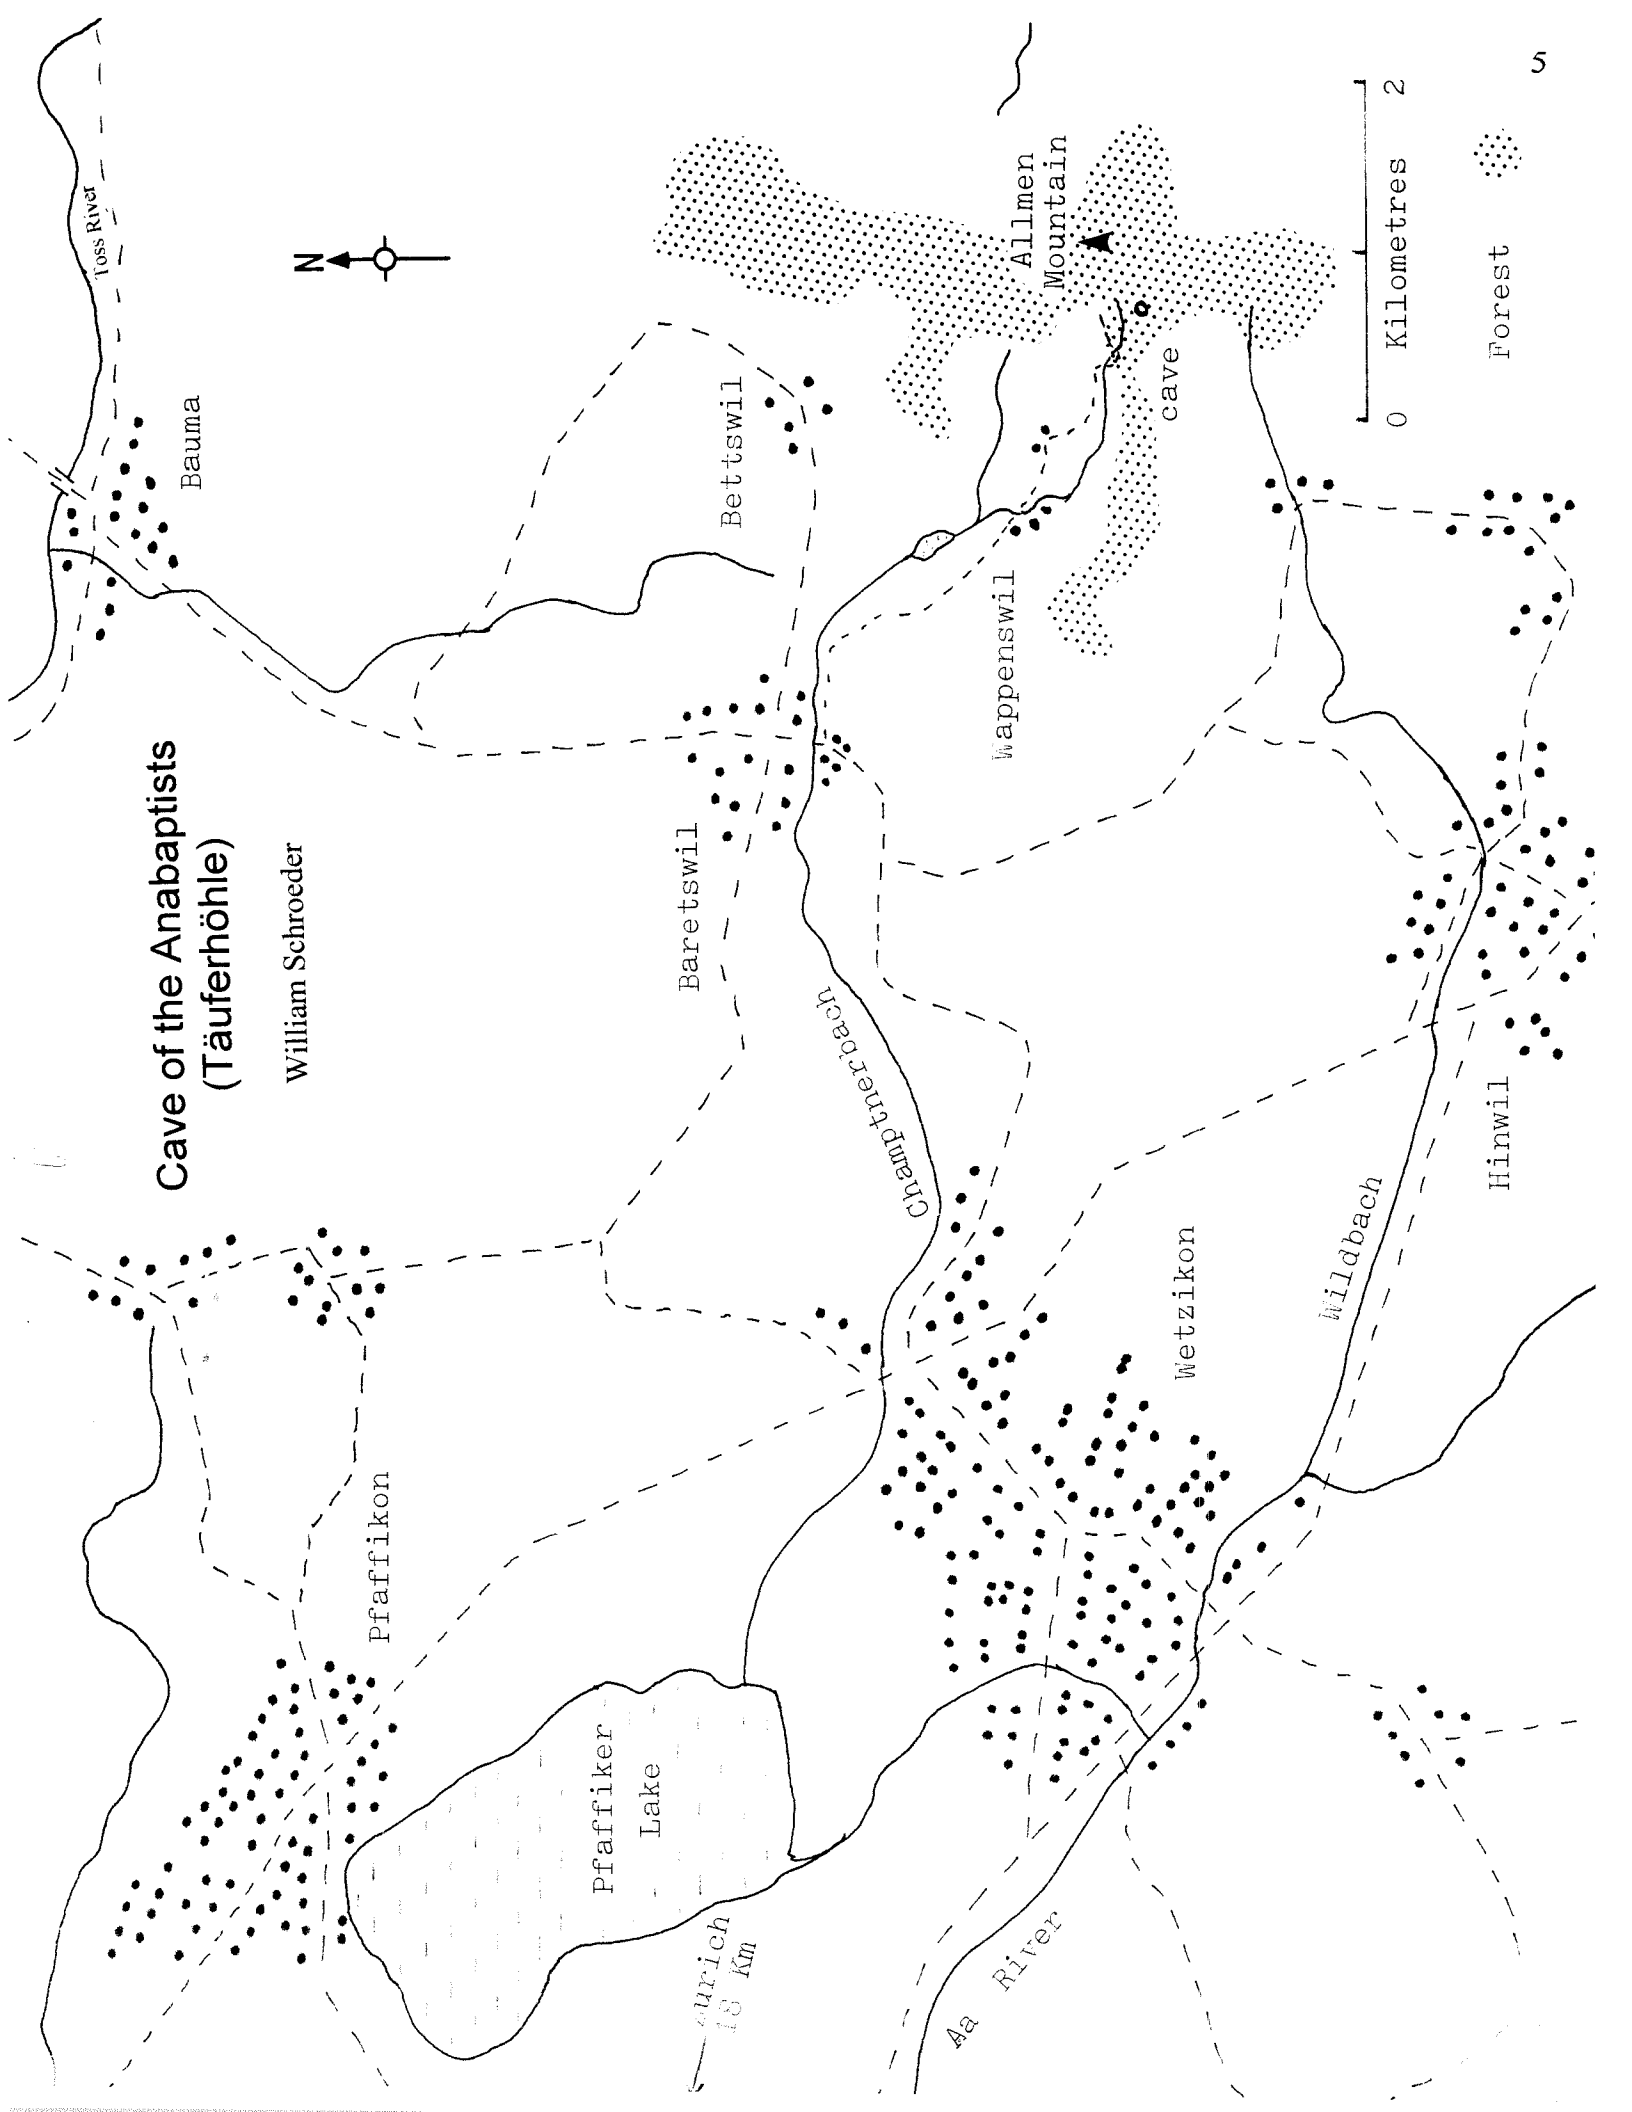 5
Cave of the Anabaptists
(Täuferhöhle)
William Schroeder
N
Toss River
Bauma
Pfaffikon
Baretswil
Bettswil
Pfaffiker
Lake
Champtnerbach
Wappenswil
Allmen
Mountain
cave
18 Km
Wetzikon
Aa River
Wildbach
Hinwil
0
2
Kilometres
Forest